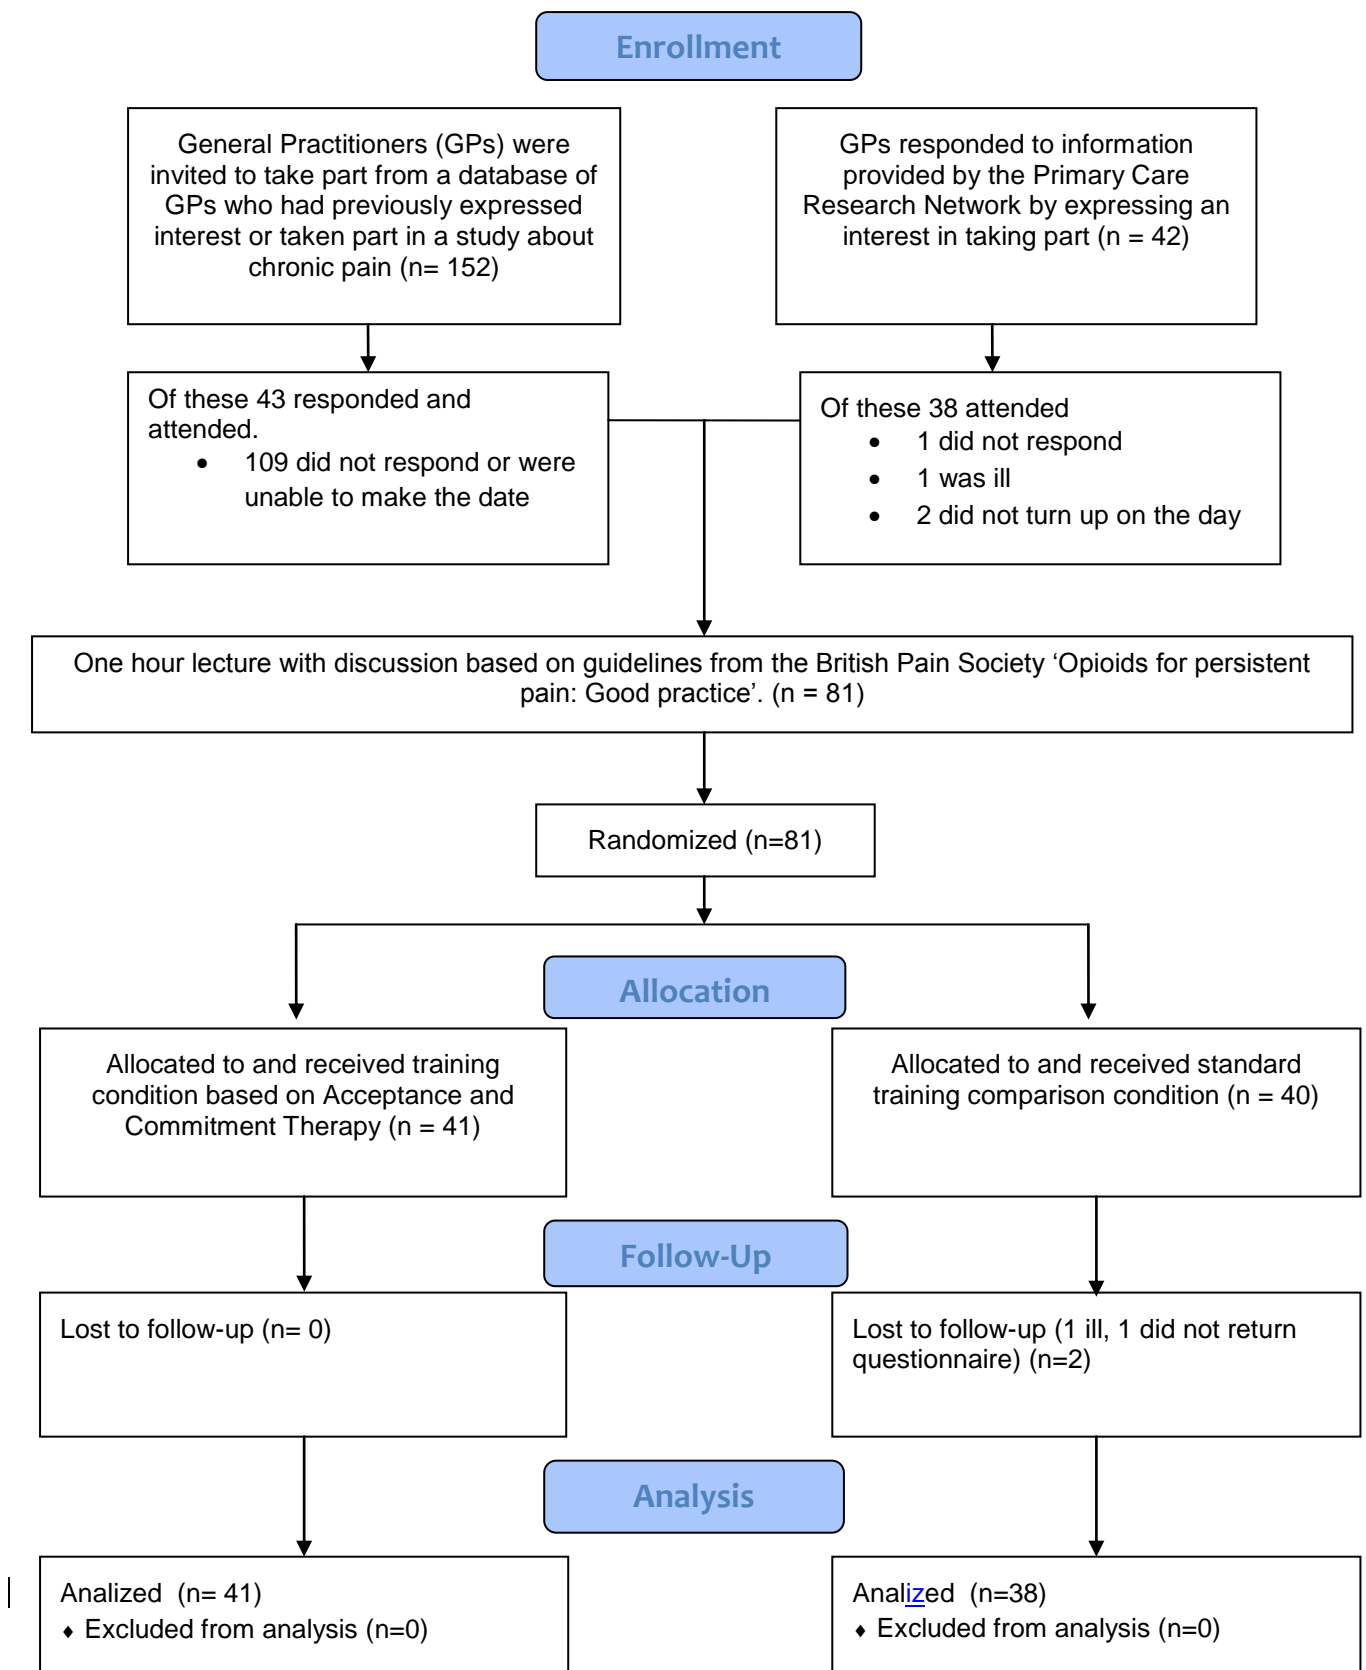 Enrollment
General Practitioners (GPs) were
invited to take part from a database of
GPs who had previously expressed
interest or taken part in a study about
chronic pain (n= 152)
GPs responded to information
provided by the Primary Care
Research Network by expressing an
interest in taking part (n = 42)
Of these 43 responded and
attended.
• 109 did not respond or were
unable to make the date
Of these 38 attended
• 1 did not respond
• 1 was ill
• 2 did not turn up on the day
One hour lecture with discussion based on guidelines from the British Pain Society ‘Opioids for persistent
pain: Good practice’. (n = 81)
Randomized (n=81)
Allocation
Allocated to and received training
condition based on Acceptance and
Commitment Therapy (n = 41)
Allocated to and received standard
training comparison condition (n = 40)
Follow-Up
Lost to follow-up (n= 0)
Lost to follow-up (1 ill, 1 did not return
questionnaire) (n=2)
Analysis
Analized (n= 41)
♦ Excluded from analysis (n=0)
Analized (n=38)
♦ Excluded from analysis (n=0)